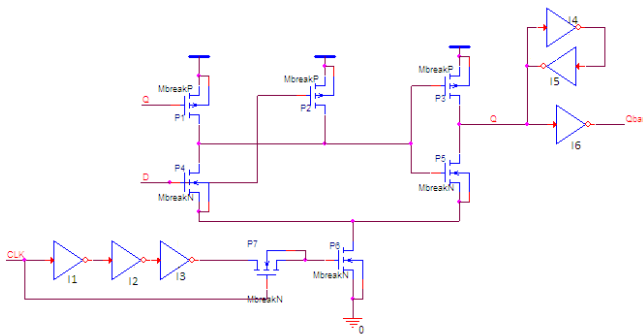 I4
MbreakP
MbreakP
MbreakP
I5
Q
P1
P2
P3
Q
Qbar
P4
P5
I6
D
MbreakN
MbreakN
P7
P6
CLK
I1
I2
I3
MbreakN
MbreakN
0